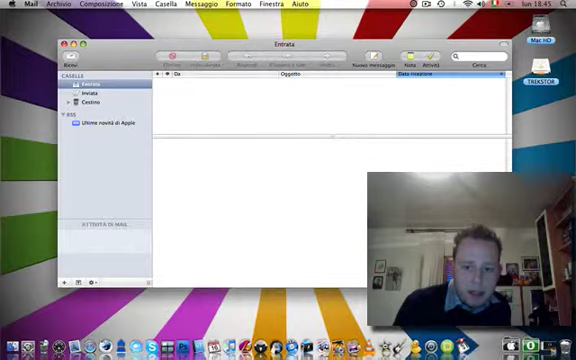 Mail Archivio Composizione Vista Casella Messaggio Formato Finestra Aiuto
lun 18.45
Entrata
Mac HD
TREKSTOR
Ricevi
Nuovo messaggio
Nota
Attività
Cerca
CASELLE
Da
Oggetto
Data ricezione
Entrata
Inviata
Cestino
RSS
Ultime novità di Apple
ATTIVITÀ DI MAIL